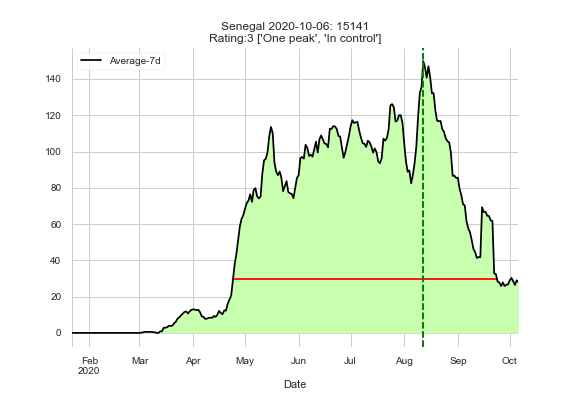 Senegal 2020-10-06: 15141
Rating:3 ['One peak', 'In control']
Average-7d
140
120
100
80
60
40
20
0
Feb Mar Apr May Jun Jul Aug Sep Oct
2020
Date